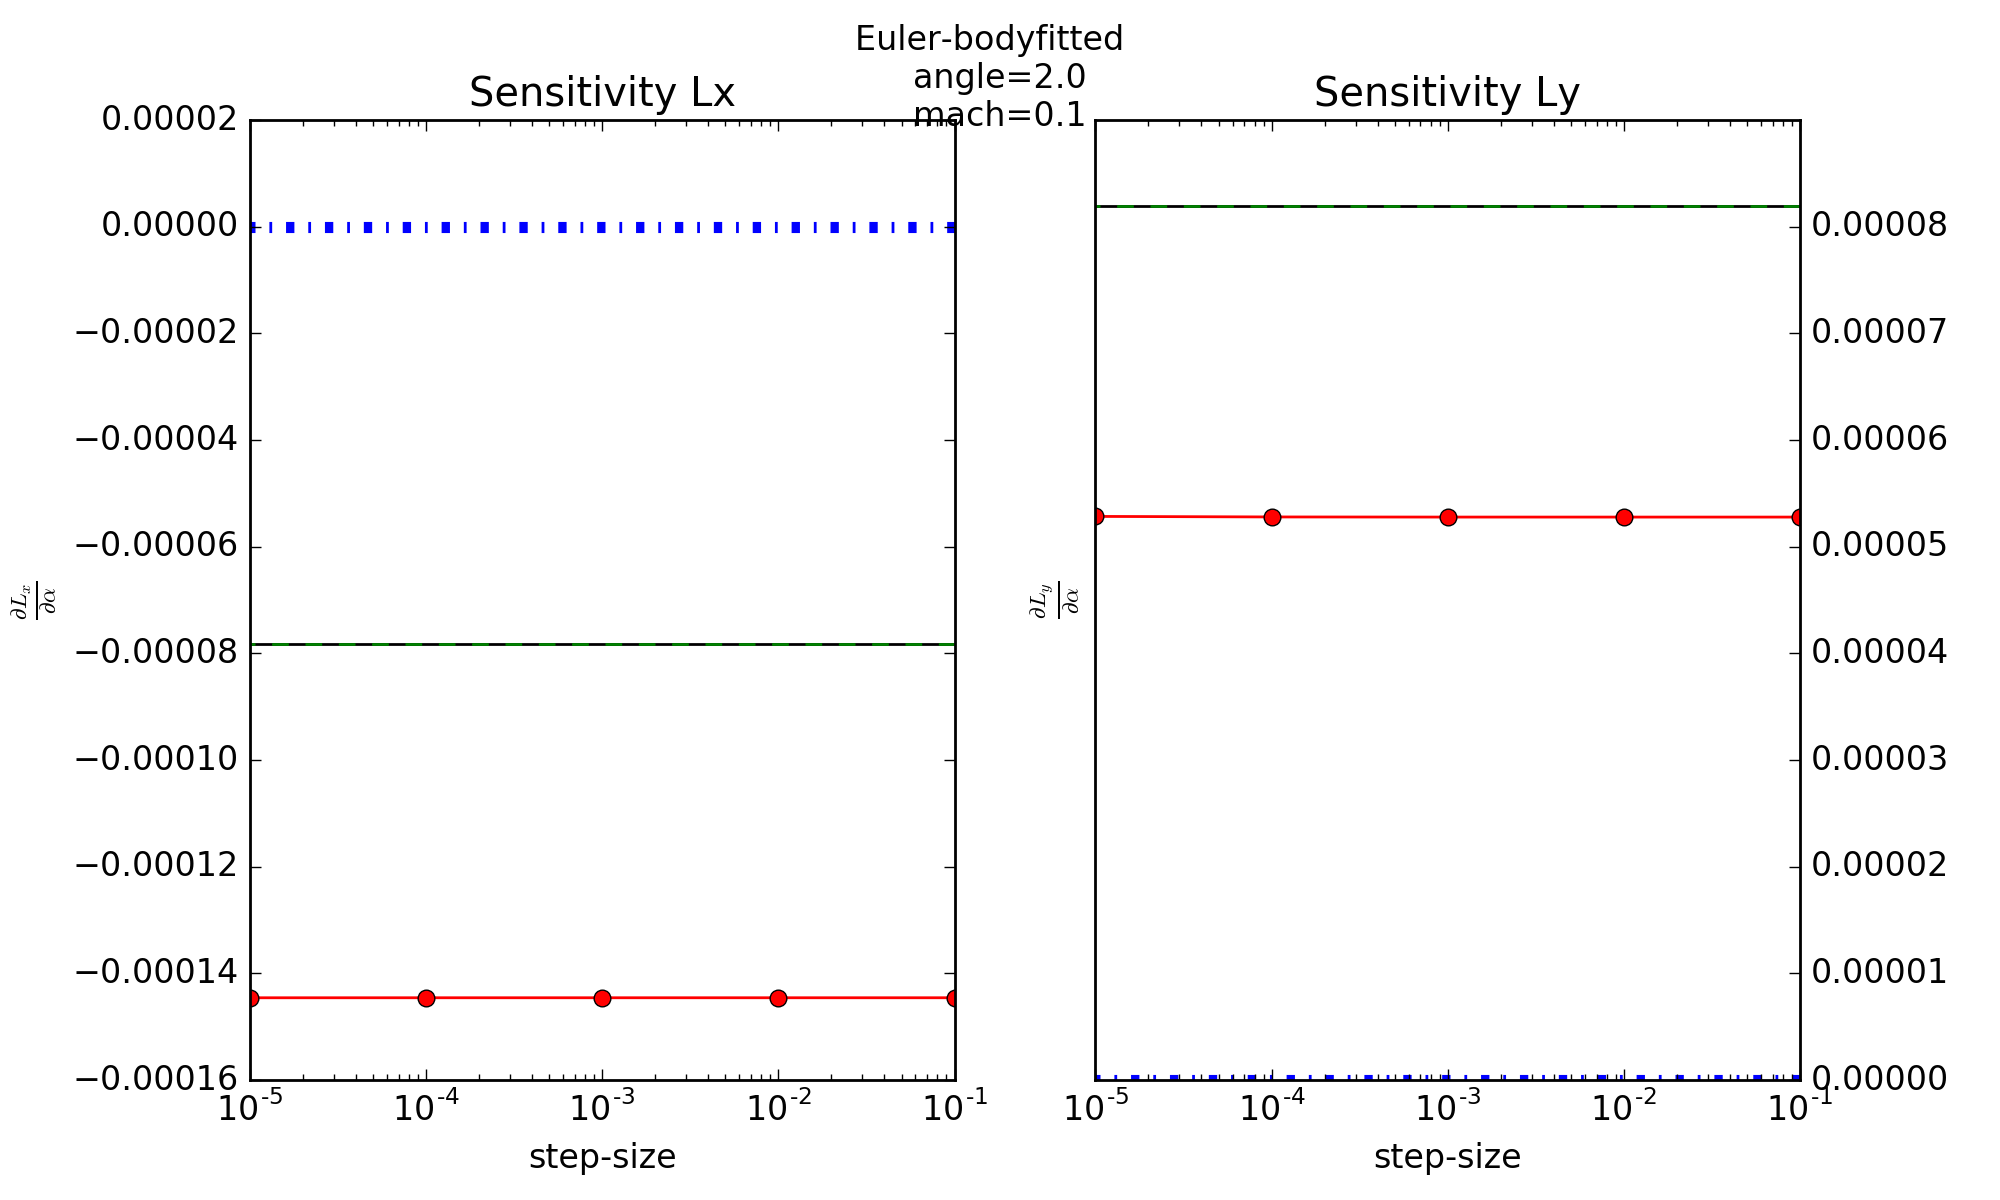 Euler-bodyfitted
angle=2.0
mach=0.1
Sensitivity Lx
0.00002
0.00000
−0.00002
−0.00004
−0.00006
−0.00008
−0.00010
−0.00012
−0.00014
−0.00016
∂Lₓ/∂α
10⁻⁵ 10⁻⁴ 10⁻³ 10⁻² 10⁻¹
step-size
Sensitivity Ly
∂L_y/∂α
0.00008
0.00007
0.00006
0.00005
0.00004
0.00003
0.00002
0.00001
0.00000
10⁻⁵ 10⁻⁴ 10⁻³ 10⁻² 10⁻¹
step-size